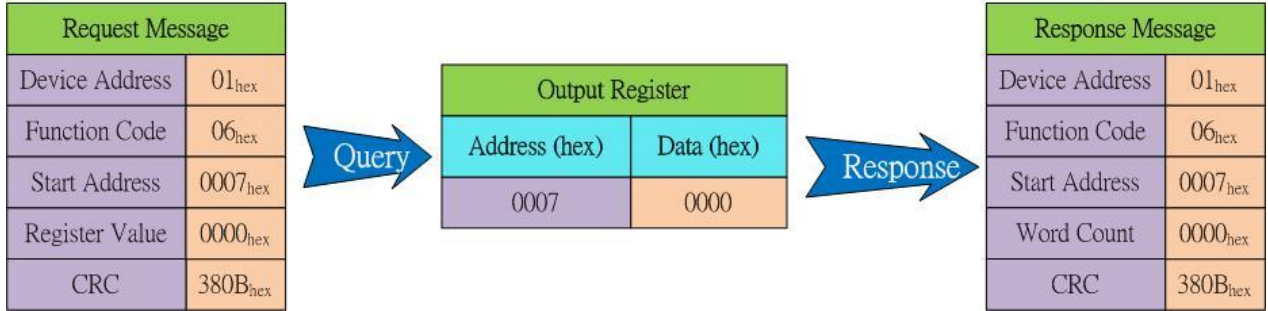 Request Message
Device Address 01hex
Function Code 06hex
Start Address 0007hex
Register Value 0000hex
CRC 380Bhex
Query
Output Register
Address (hex) Data (hex)
0007 0000
Response
Response Message
Device Address 01hex
Function Code 06hex
Start Address 0007hex
Word Count 0000hex
CRC 380Bhex